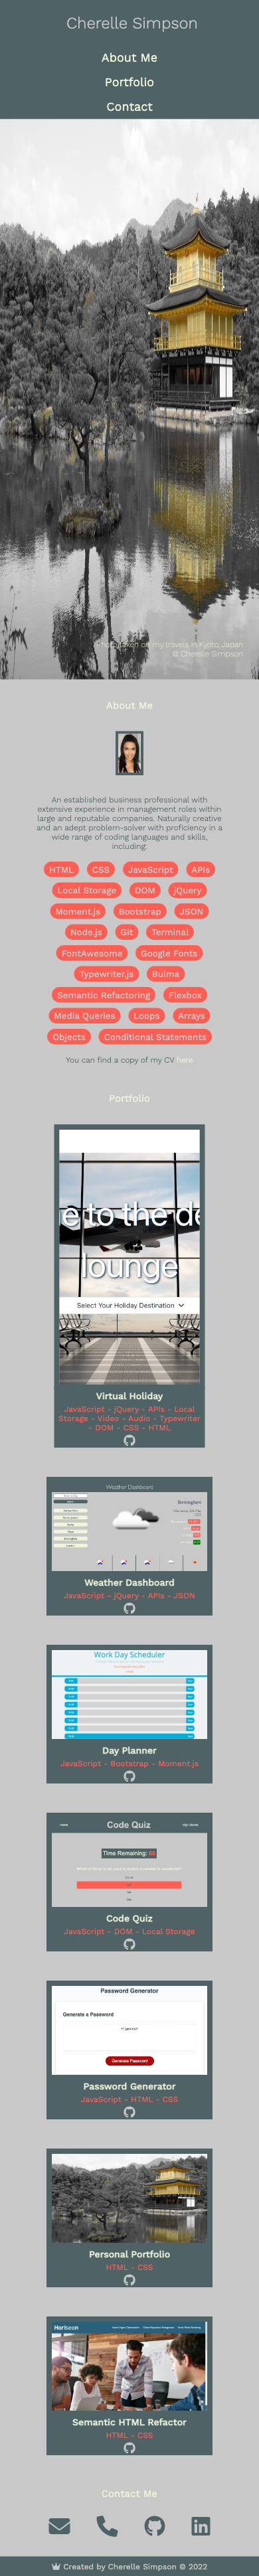 Cherelle Simpson
About Me
Portfolio
Contact
Photo taken on my travels in Kyoto, Japan
© Cherelle Simpson
About Me
An established business professional with
extensive experience in management roles within
large and reputable companies. Naturally creative
and an adept problem-solver with proficiency in a
wide range of coding languages and skills,
including:
HTML CSS JavaScript APIs
Local Storage DOM jQuery
Moment.js Bootstrap JSON
Node.js Git Terminal
FontAwesome Google Fonts
Typewriter.js Bulma
Semantic Refactoring Flexbox
Media Queries Loops Arrays
Objects Conditional Statements
You can find a copy of my CV here
Portfolio
e to the de
lounge
Select Your Holiday Destination
Virtual Holiday
JavaScript - jQuery - APIs - Local
Storage - Video - Audio - Typewriter
- DOM - CSS - HTML
Weather Dashboard
Birmingham
Weather Dashboard
JavaScript - jQuery - APIs - JSON
Work Day Scheduler
Day Planner
JavaScript - Bootstrap - Moment.js
Code Quiz
Time Remaining:
Code Quiz
JavaScript - DOM - Local Storage
Password Generator
Generate a Password
Generate Password
Password Generator
JavaScript - HTML - CSS
Personal Portfolio
HTML - CSS
Horiseon
Semantic HTML Refactor
HTML - CSS
Contact Me
Created by Cherelle Simpson © 2022